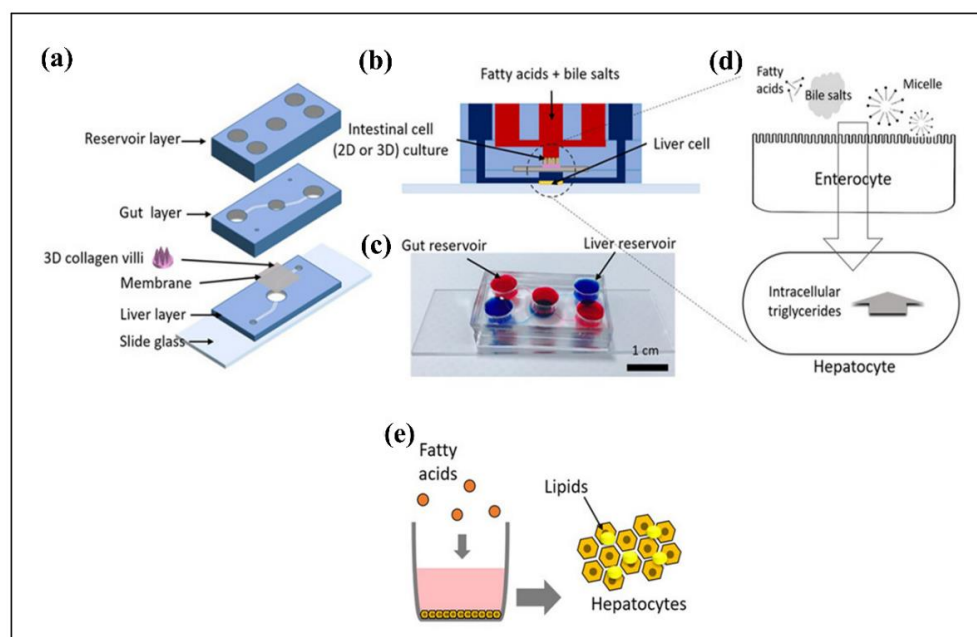 (a)
Reservoir layer
Gut layer
3D collagen villi
Membrane
Liver layer
Slide glass
(b)
Fatty acids + bile salts
Intestinal cell
(2D or 3D) culture
Liver cell
(c)
Gut reservoir
Liver reservoir
1 cm
(d)
Fatty
acids
Bile salts
Micelle
Enterocyte
Intracellular
triglycerides
Hepatocyte
(e)
Fatty
acids
Lipids
Hepatocytes